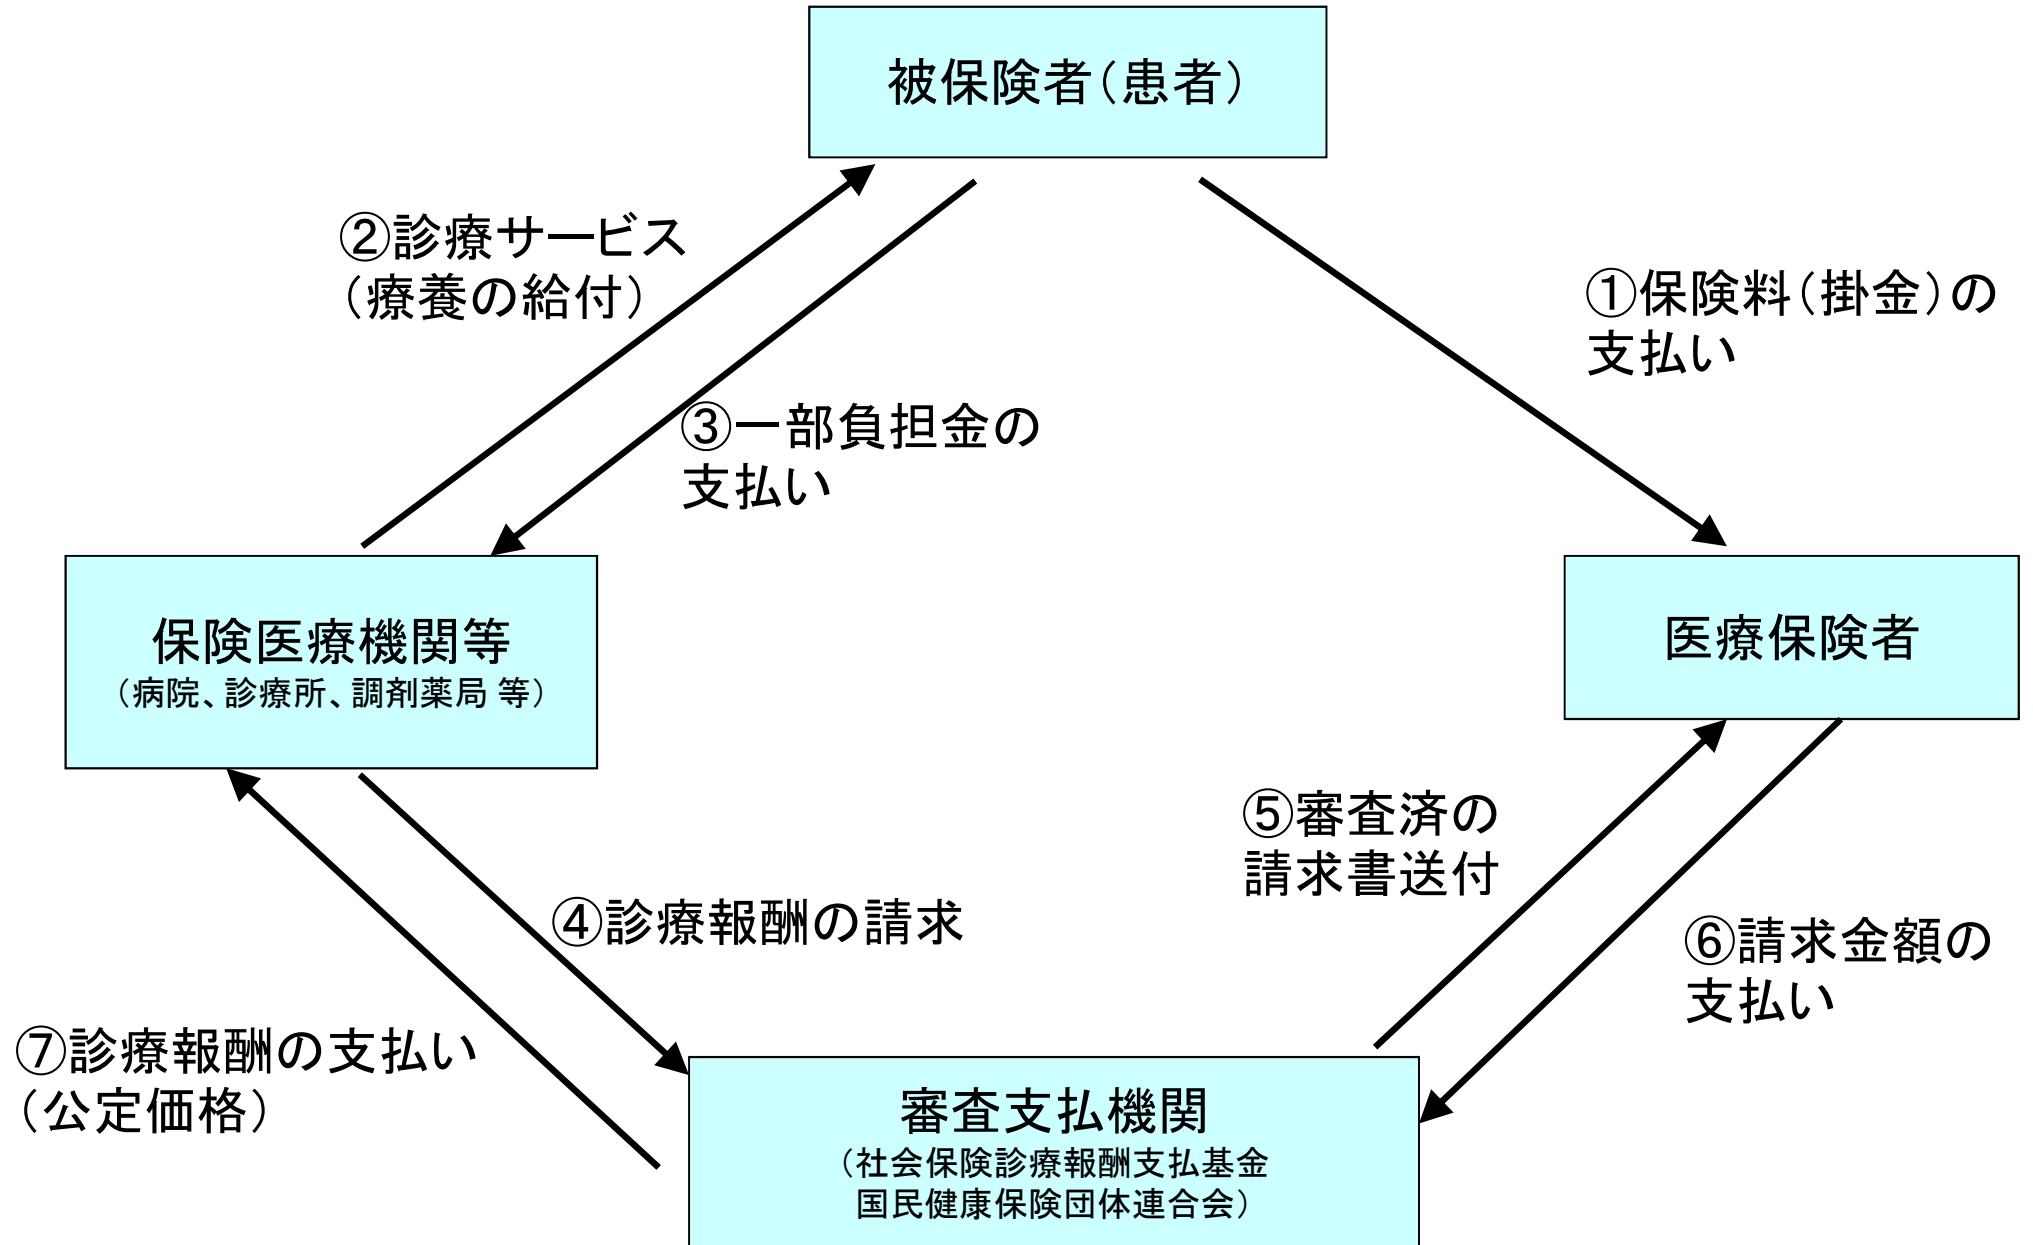 被保険者（患者）
②診療サービス
（療養の給付）
①保険料（掛金）の
支払い
③一部負担金の
支払い
保険医療機関等
（病院、診療所、調剤薬局 等）
医療保険者
⑤審査済の
請求書送付
④診療報酬の請求
⑥請求金額の
支払い
⑦診療報酬の支払い
（公定価格）
審査支払機関
（社会保険診療報酬支払基金
国民健康保険団体連合会）